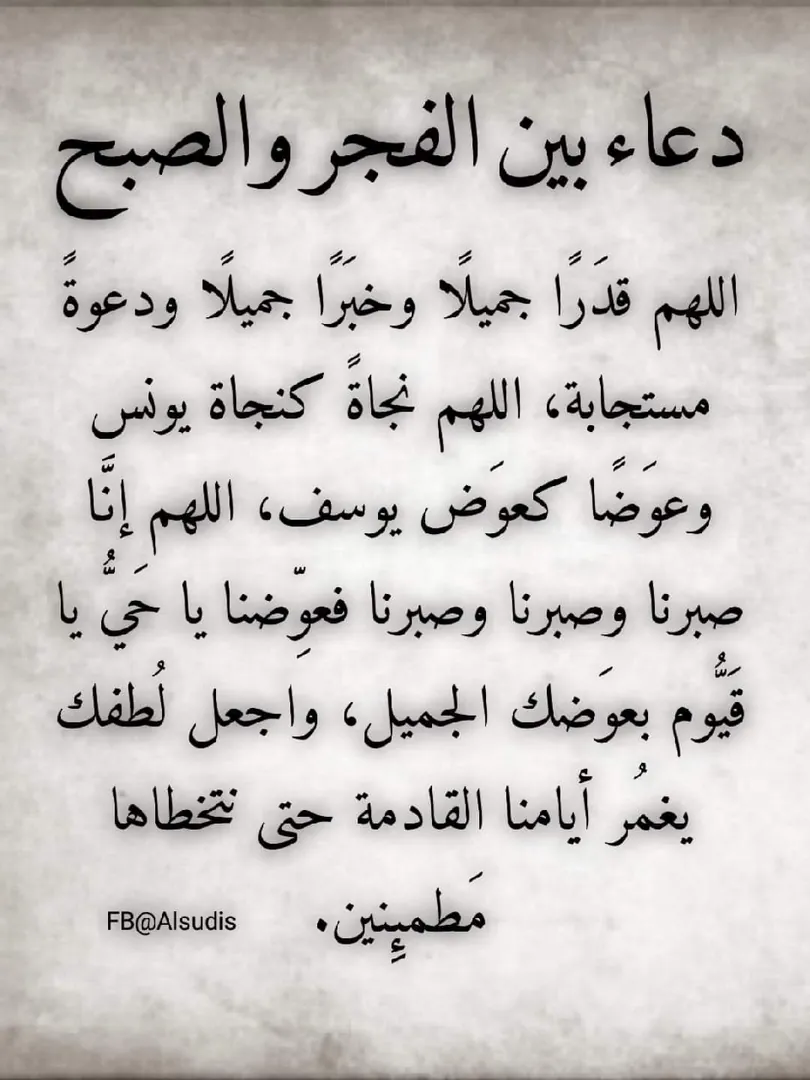 دعاء بين الفجر والصبح
اللهم قدَرًا جميلًا وخبَرًا جميلًا ودعوةً
مستجابة، اللهم نجاةً كنجاة يونس
وعوَضًا كعوَض يوسف، اللهم إنَّا
صبرنا وصبرنا وصبرنا فعوِّضنا يا حَيُّ يا
قَيُّوم بعوَضك الجميل، واجعل لُطفك
يغمُر أيامنا القادمة حتى نتخطاها
مَطمئِنين.
FB@Alsudis